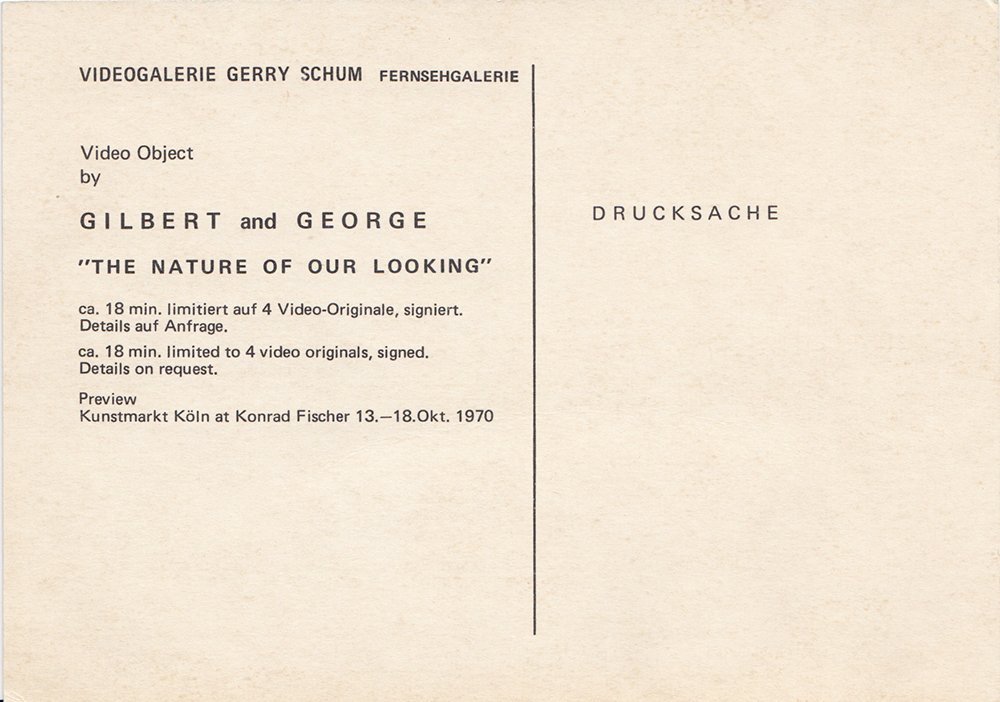 VIDEOGALERIE GERRY SCHUM FERNSEHGALERIE
Video Object
by
GILBERT and GEORGE
"THE NATURE OF OUR LOOKING"
ca. 18 min. limitiert auf 4 Video-Originale, signiert.
Details auf Anfrage.
ca. 18 min. limited to 4 video originals, signed.
Details on request.
Preview
Kunstmarkt Köln at Konrad Fischer 13.—18.Okt. 1970
DRUCKSACHE